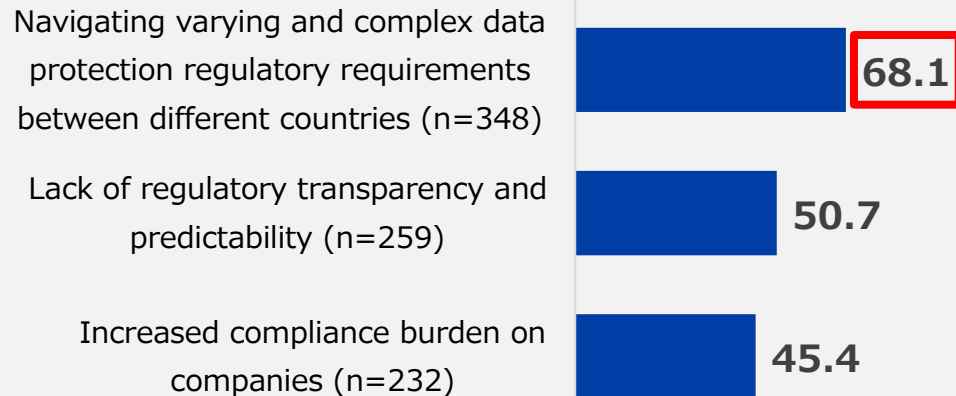 Navigating varying and complex data
protection regulatory requirements
between different countries (n=348)
68.1
Lack of regulatory transparency and
predictability (n=259)
50.7
Increased compliance burden on
companies (n=232)
45.4